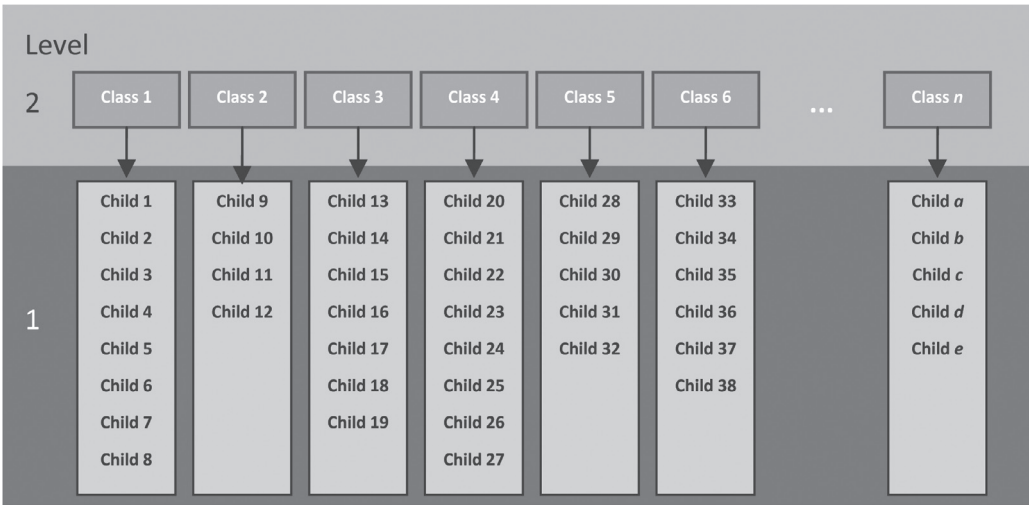 Level
2
Class 1
Class 2
Class 3
Class 4
Class 5
Class 6
...
Class n
1
Child 1
Child 2
Child 3
Child 4
Child 5
Child 6
Child 7
Child 8
Child 9
Child 10
Child 11
Child 12
Child 13
Child 14
Child 15
Child 16
Child 17
Child 18
Child 19
Child 20
Child 21
Child 22
Child 23
Child 24
Child 25
Child 26
Child 27
Child 28
Child 29
Child 30
Child 31
Child 32
Child 33
Child 34
Child 35
Child 36
Child 37
Child 38
Child a
Child b
Child c
Child d
Child e